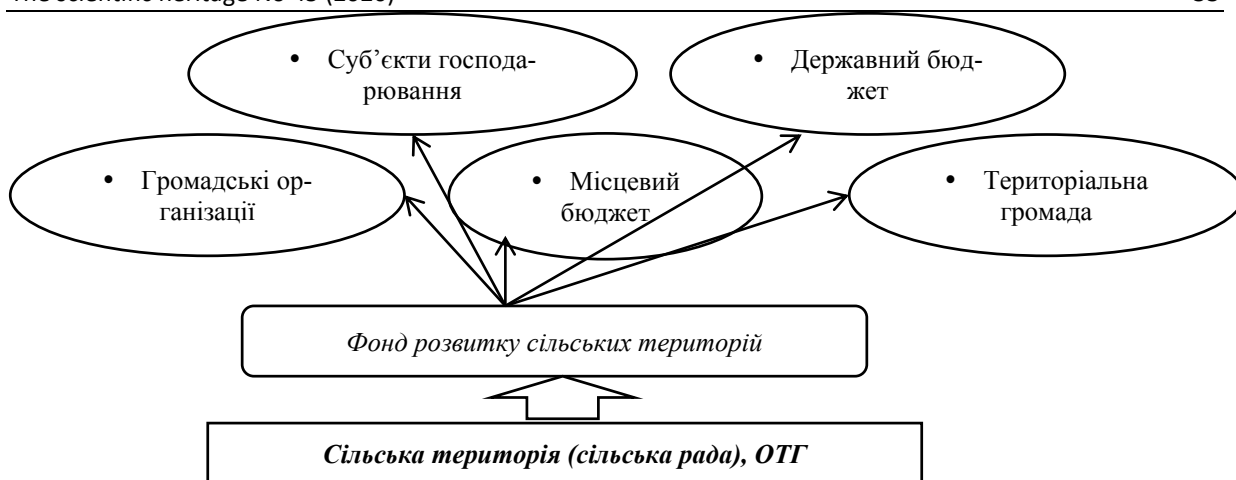 • Суб’єкти господа-
рювання
• Державний бюд-
жет
• Громадські ор-
ганізації
• Місцевий
бюджет
• Територіальна
громада
Фонд розвитку сільських територій
Сільська територія (сільська рада), ОТГ